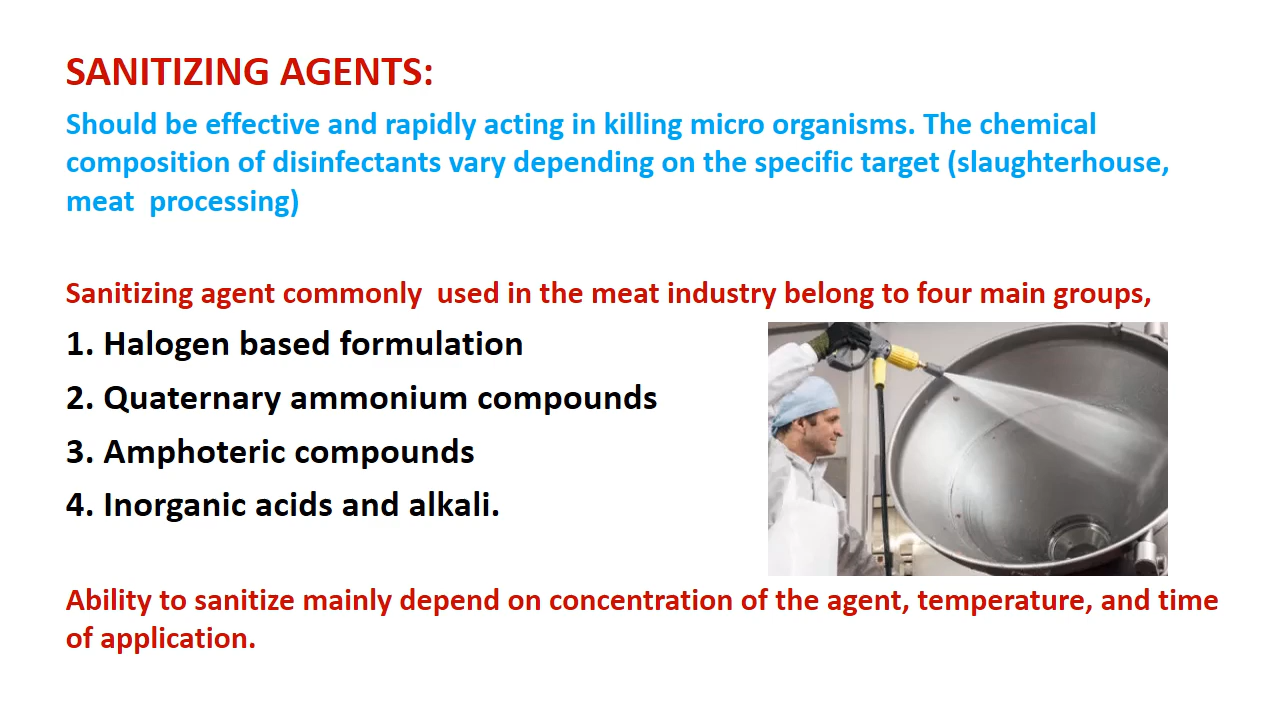 SANITIZING AGENTS:
Should be effective and rapidly acting in killing micro organisms. The chemical
composition of disinfectants vary depending on the specific target (slaughterhouse,
meat  processing)
Sanitizing agent commonly  used in the meat industry belong to four main groups,
1. Halogen based formulation
2. Quaternary ammonium compounds
3. Amphoteric compounds
4. Inorganic acids and alkali.
Ability to sanitize mainly depend on concentration of the agent, temperature, and time
of application.